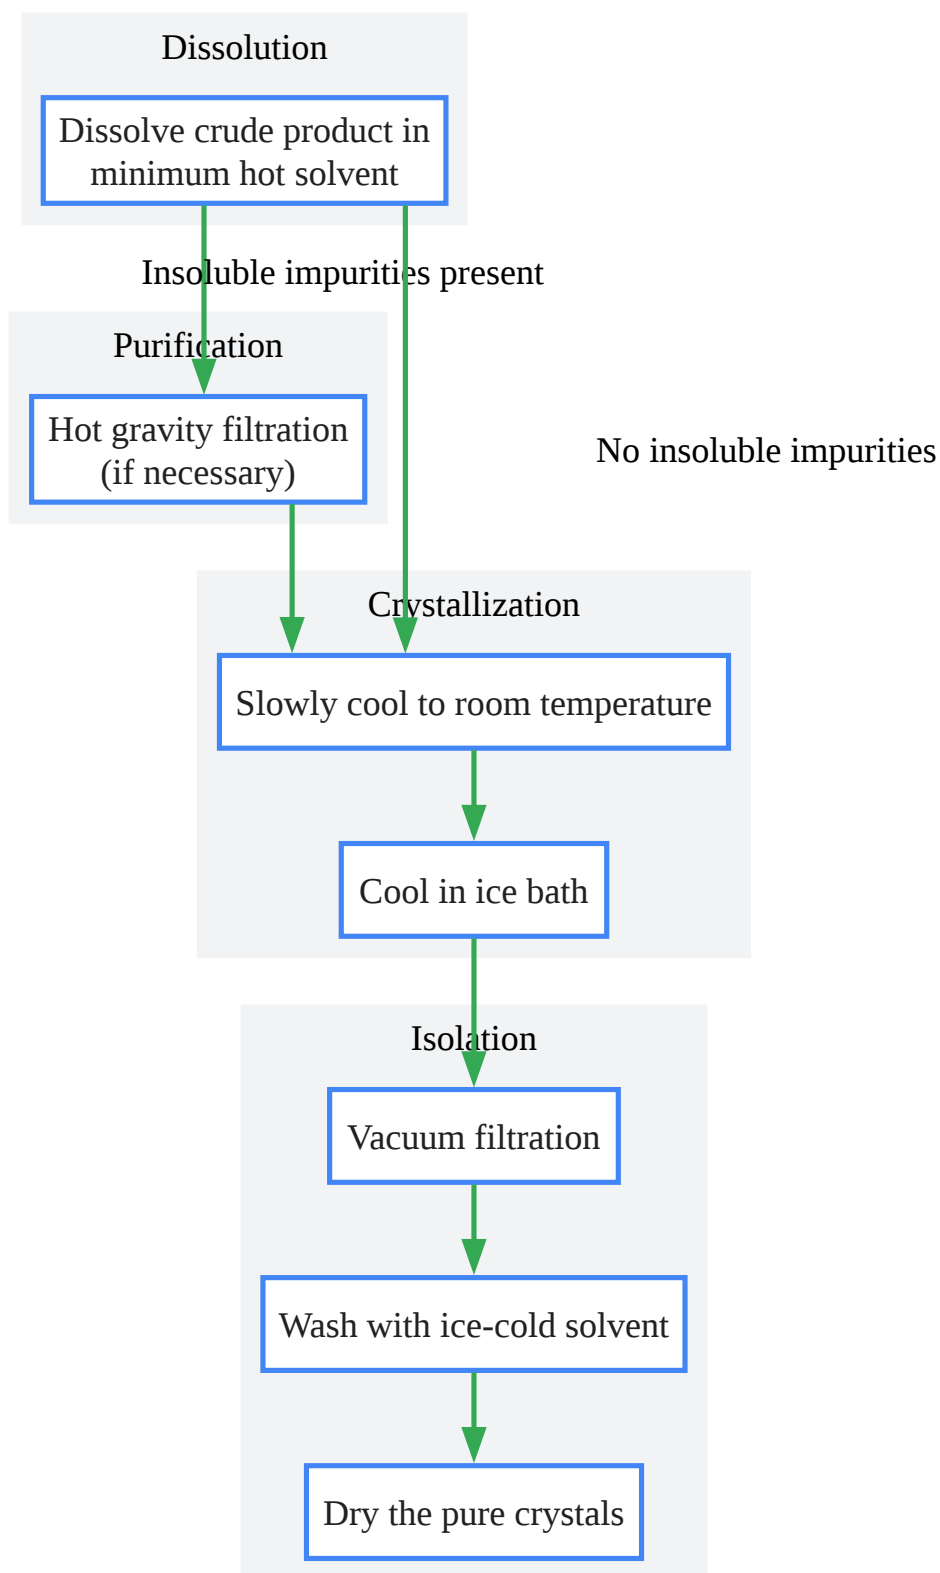 Dissolution
Dissolve crude product in
minimum hot solvent
Insoluble impurities present
Purification
Hot gravity filtration
(if necessary)
No insoluble impurities
Crystallization
Slowly cool to room temperature
Cool in ice bath
Isolation
Vacuum filtration
Wash with ice-cold solvent
Dry the pure crystals